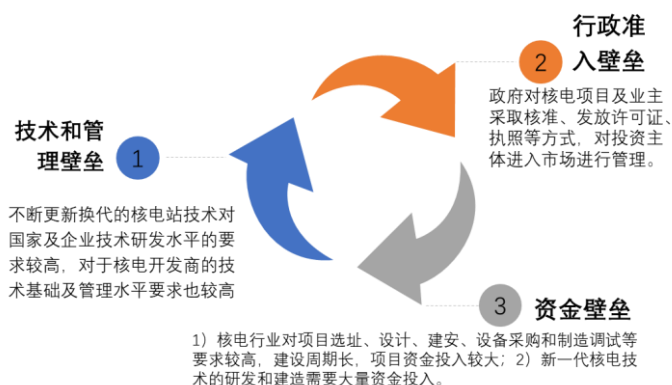 技术和管
理壁垒
1
不断更新换代的核电站技术对
国家及企业技术研发水平的要
求较高，对于核电开发商的技
术基础及管理水平要求也较高
行政准
入壁垒
2
政府对核电项目及业主
采取核准、发放许可证、
执照等方式，对投资主
体进入市场进行管理。
3
资金壁垒
1）核电行业对项目选址、设计、建安、设备采购和制造调试等
要求较高，建设周期长，项目资金投入较大；2）新一代核电技
术的研发和建造需要大量资金投入。